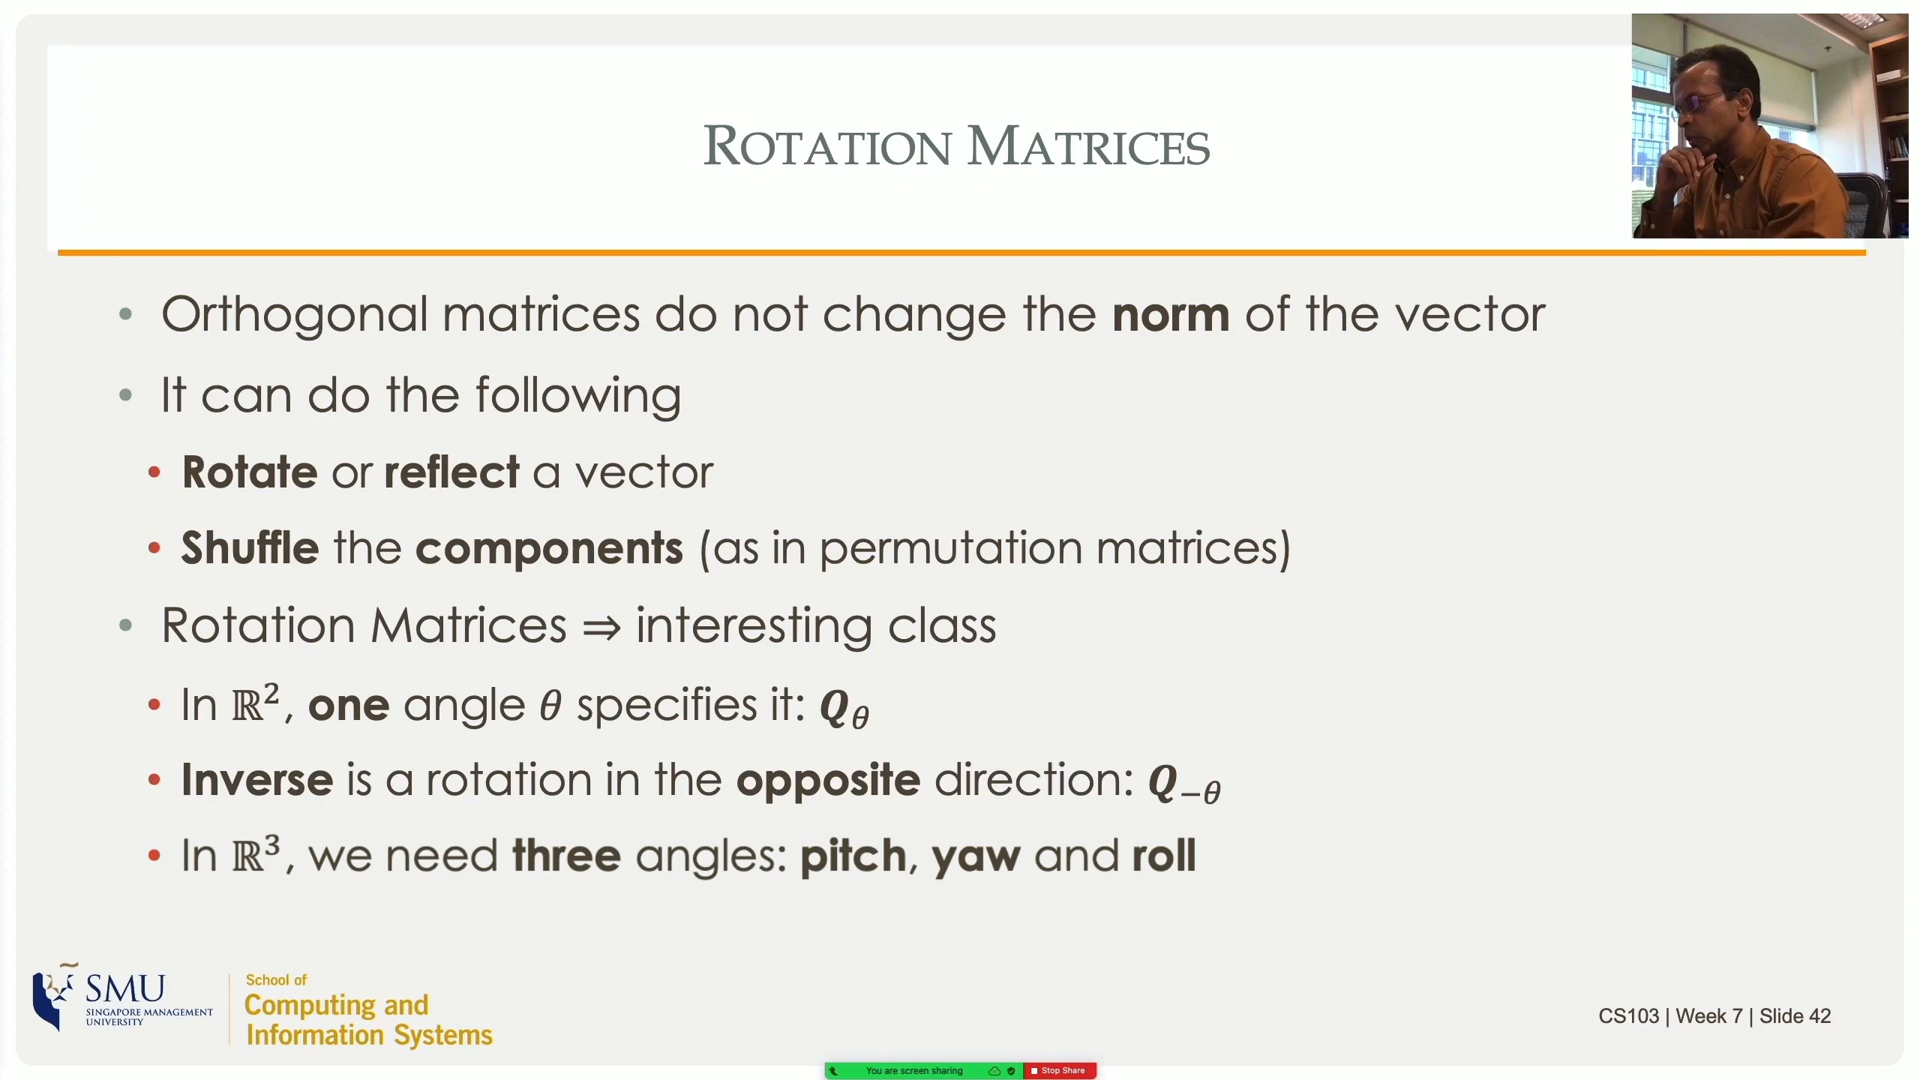 ROTATION MATRICES
• Orthogonal matrices do not change the norm of the vector
• It can do the following
• Rotate or reflect a vector
• Shuffle the components (as in permutation matrices)
• Rotation Matrices ⇒ interesting class
• In ℝ², one angle θ specifies it: Q_θ
• Inverse is a rotation in the opposite direction: Q_−θ
• In ℝ³, we need three angles: pitch, yaw and roll
SMU
SINGAPORE MANAGEMENT
UNIVERSITY
School of
Computing and
Information Systems
CS103 | Week 7 | Slide 42
You are screen sharing
Stop Share